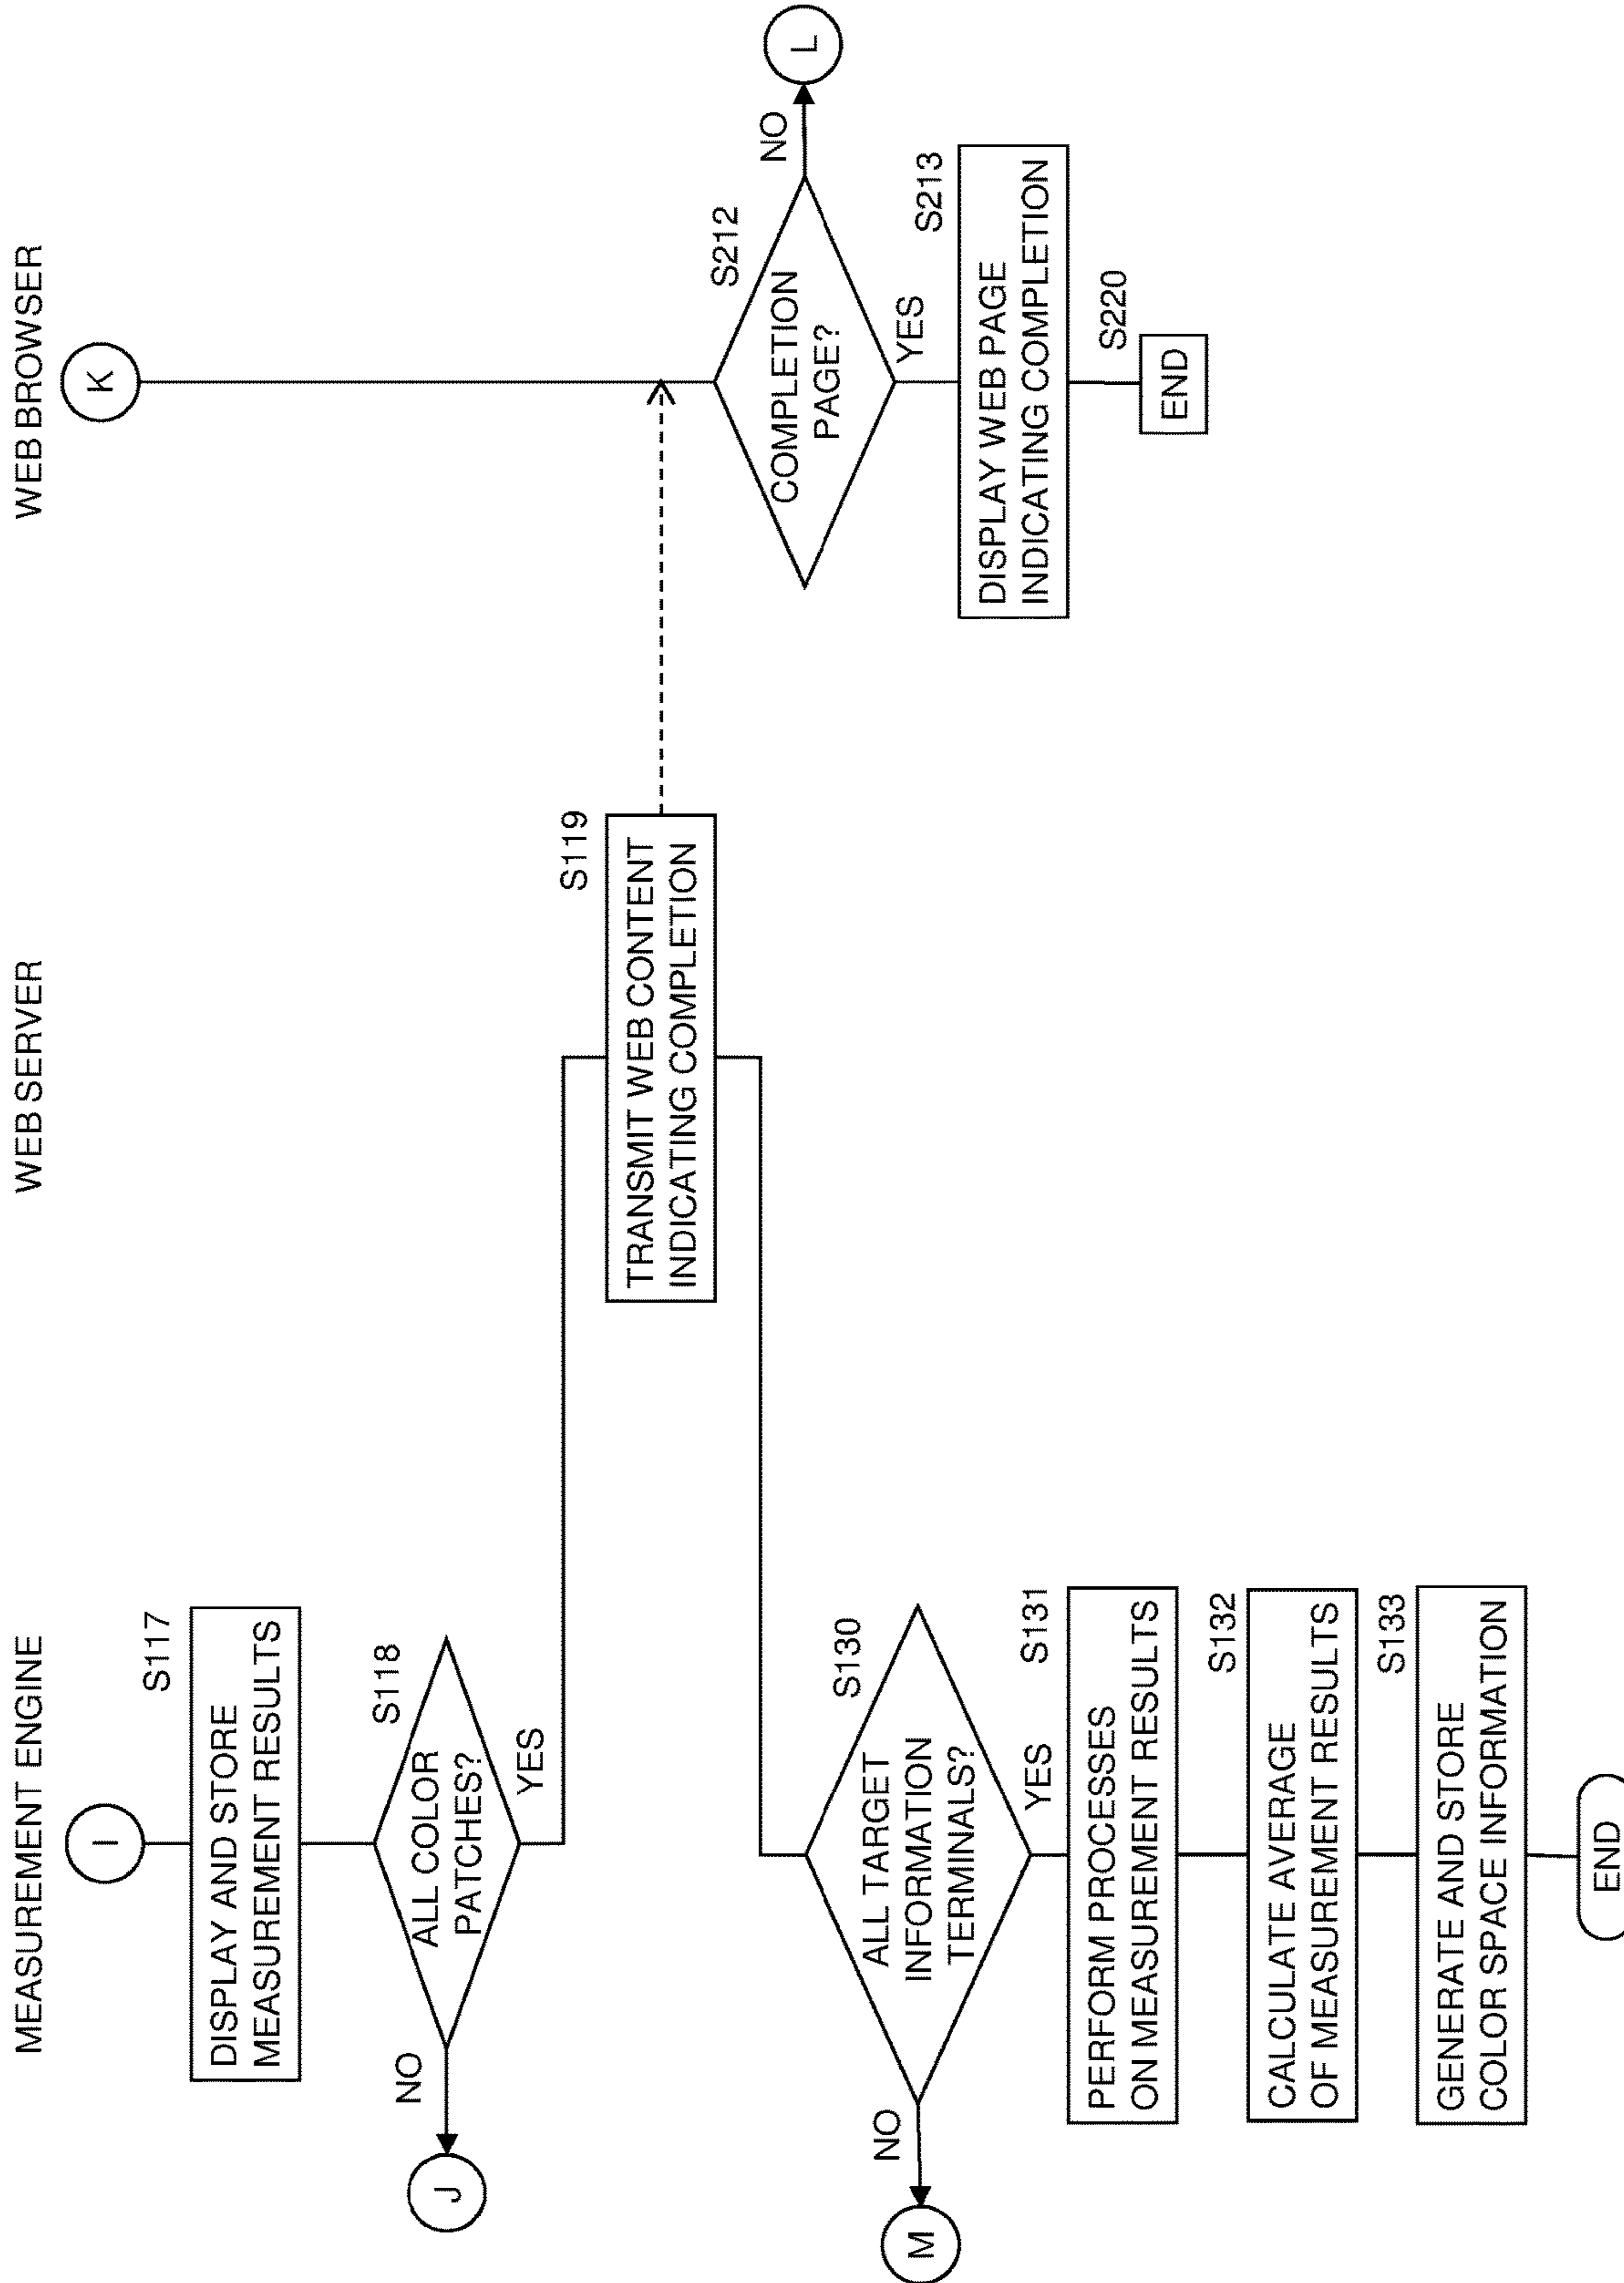 MEASUREMENT ENGINE
WEB SERVER
WEB BROWSER
I
K
S117
DISPLAY AND STORE
MEASUREMENT RESULTS
S118
ALL COLOR
PATCHES?
NO
J
YES
S119
TRANSMIT WEB CONTENT
INDICATING COMPLETION
S212
COMPLETION
PAGE?
NO
L
YES
S213
DISPLAY WEB PAGE
INDICATING COMPLETION
S220
END
S130
ALL TARGET
INFORMATION
TERMINALS?
NO
M
YES
S131
PERFORM PROCESSES
ON MEASUREMENT RESULTS
S132
CALCULATE AVERAGE
OF MEASUREMENT RESULTS
S133
GENERATE AND STORE
COLOR SPACE INFORMATION
END